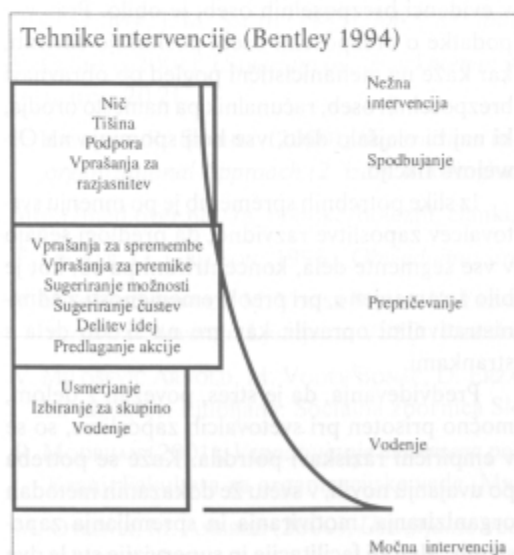 Tehnike intervencije (Bentley 1994)
Nič
Tišina
Podpora
Vprašanja za
razjasnitev
Vprašanja za spremembe
Vprašanja za premike
Sugeriranje možnosti
Sugeriranje čustev
Delitev idej
Predlaganje akcije
Usmerjanje
Izbiranje za skupino
Vodenje
Nežna
intervencija
Spodbujanje
Prepričevanje
Vodenje
Močna intervencija